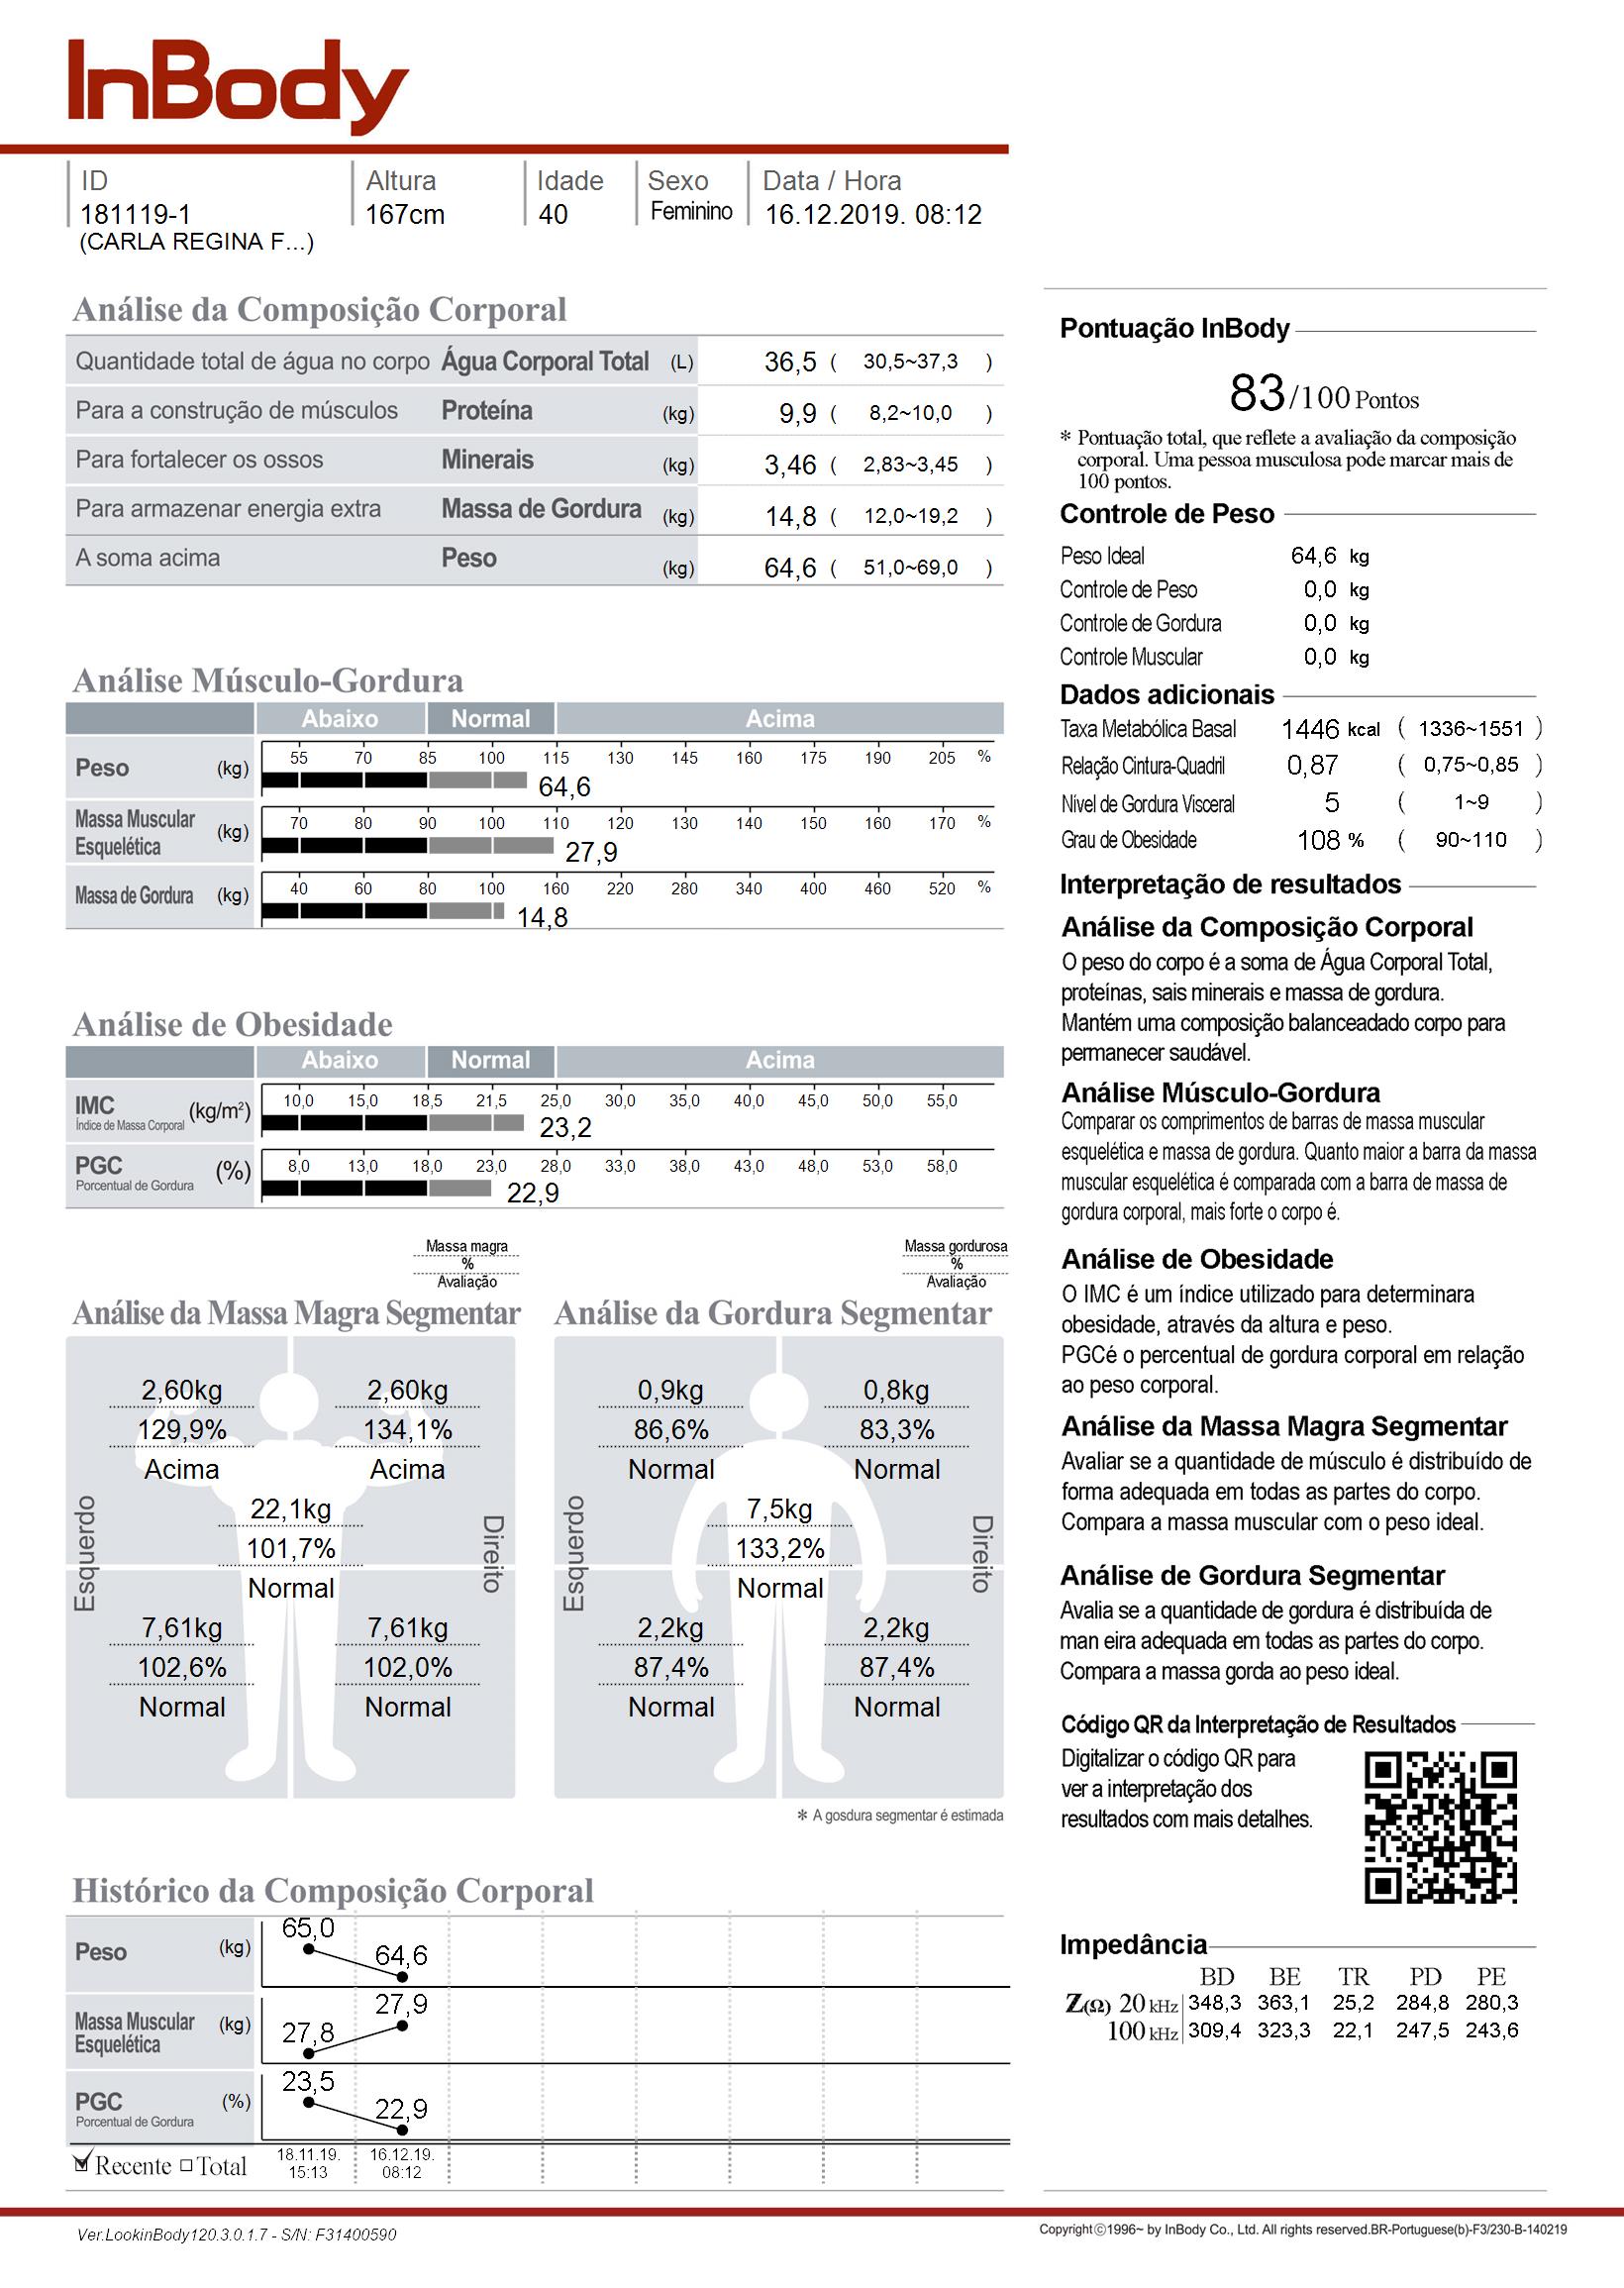 InBody
ID
Altura
Idade
Sexo
Data / Hora
181119-1
167cm
40
Feminino
16.12.2019. 08:12
(CARLA REGINA F...)
Análise da Composição Corporal
Quantidade total de água no corpo Água Corporal Total (L) 36,5 ( 30,5~37,3 )
Para a construção de músculos Proteína (kg) 9,9 ( 8,2~10,0 )
Para fortalecer os ossos Minerais (kg) 3,46 ( 2,83~3,45 )
Para armazenar energia extra Massa de Gordura (kg) 14,8 ( 12,0~19,2 )
A soma acima Peso (kg) 64,6 ( 51,0~69,0 )
Análise Músculo-Gordura
Abaixo Normal Acima
Peso (kg) 55 70 85 100 115 130 145 160 175 190 205 %
64,6
Massa Muscular Esquelética (kg) 70 80 90 100 110 120 130 140 150 160 170 %
27,9
Massa de Gordura (kg) 40 60 80 100 160 220 280 340 400 460 520 %
14,8
Análise de Obesidade
Abaixo Normal Acima
IMC (kg/m²) 10,0 15,0 18,5 21,5 25,0 30,0 35,0 40,0 45,0 50,0 55,0
Índice de Massa Corporal
23,2
PGC (%) 8,0 13,0 18,0 23,0 28,0 33,0 38,0 43,0 48,0 53,0 58,0
Porcentual de Gordura
22,9
Massa magra
%
Avaliação
Análise da Massa Magra Segmentar
2,60kg 2,60kg
129,9% 134,1%
Acima Acima
22,1kg
101,7%
Normal
Esquerdo
Direito
7,61kg 7,61kg
102,6% 102,0%
Normal Normal
Massa gordurosa
%
Avaliação
Análise da Gordura Segmentar
0,9kg 0,8kg
86,6% 83,3%
Normal Normal
7,5kg
133,2%
Normal
Esquerdo
Direito
2,2kg 2,2kg
87,4% 87,4%
Normal Normal
* A gosdura segmentar é estimada
Histórico da Composição Corporal
Peso (kg) 65,0 64,6
Massa Muscular Esquelética (kg) 27,8 27,9
PGC (%) 23,5 22,9
Porcentual de Gordura
Recente Total
18.11.19. 16.12.19.
15:13 08:12
Pontuação InBody
83/100 Pontos
* Pontuação total, que reflete a avaliação da composição
corporal. Uma pessoa musculosa pode marcar mais de
100 pontos.
Controle de Peso
Peso Ideal 64,6 kg
Controle de Peso 0,0 kg
Controle de Gordura 0,0 kg
Controle Muscular 0,0 kg
Dados adicionais
Taxa Metabólica Basal 1446 kcal ( 1336~1551 )
Relação Cintura-Quadril 0,87 ( 0,75~0,85 )
Nível de Gordura Visceral 5 ( 1~9 )
Grau de Obesidade 108 % ( 90~110 )
Interpretação de resultados
Análise da Composição Corporal
O peso do corpo é a soma de Água Corporal Total,
proteínas, sais minerais e massa de gordura.
Mantém uma composição balanceadado corpo para
permanecer saudável.
Análise Músculo-Gordura
Comparar os comprimentos de barras de massa muscular
esquelética e massa de gordura. Quanto maior a barra da massa
muscular esquelética é comparada com a barra de massa de
gordura corporal, mais forte o corpo é.
Análise de Obesidade
O IMC é um índice utilizado para determinara
obesidade, através da altura e peso.
PGCé o percentual de gordura corporal em relação
ao peso corporal.
Análise da Massa Magra Segmentar
Avaliar se a quantidade de músculo é distribuído de
forma adequada em todas as partes do corpo.
Compara a massa muscular com o peso ideal.
Análise de Gordura Segmentar
Avalia se a quantidade de gordura é distribuída de
man eira adequada em todas as partes do corpo.
Compara a massa gorda ao peso ideal.
Código QR da Interpretação de Resultados
Digitalizar o código QR para
ver a interpretação dos
resultados com mais detalhes.
Impedância
BD BE TR PD PE
Z(Ω) 20 kHz 348,3 363,1 25,2 284,8 280,3
100 kHz 309,4 323,3 22,1 247,5 243,6
Ver.LookinBody120.3.0.1.7 - S/N: F31400590
Copyright©1996~ by InBody Co., Ltd. All rights reserved.BR-Portuguese(b)-F3/230-B-140219